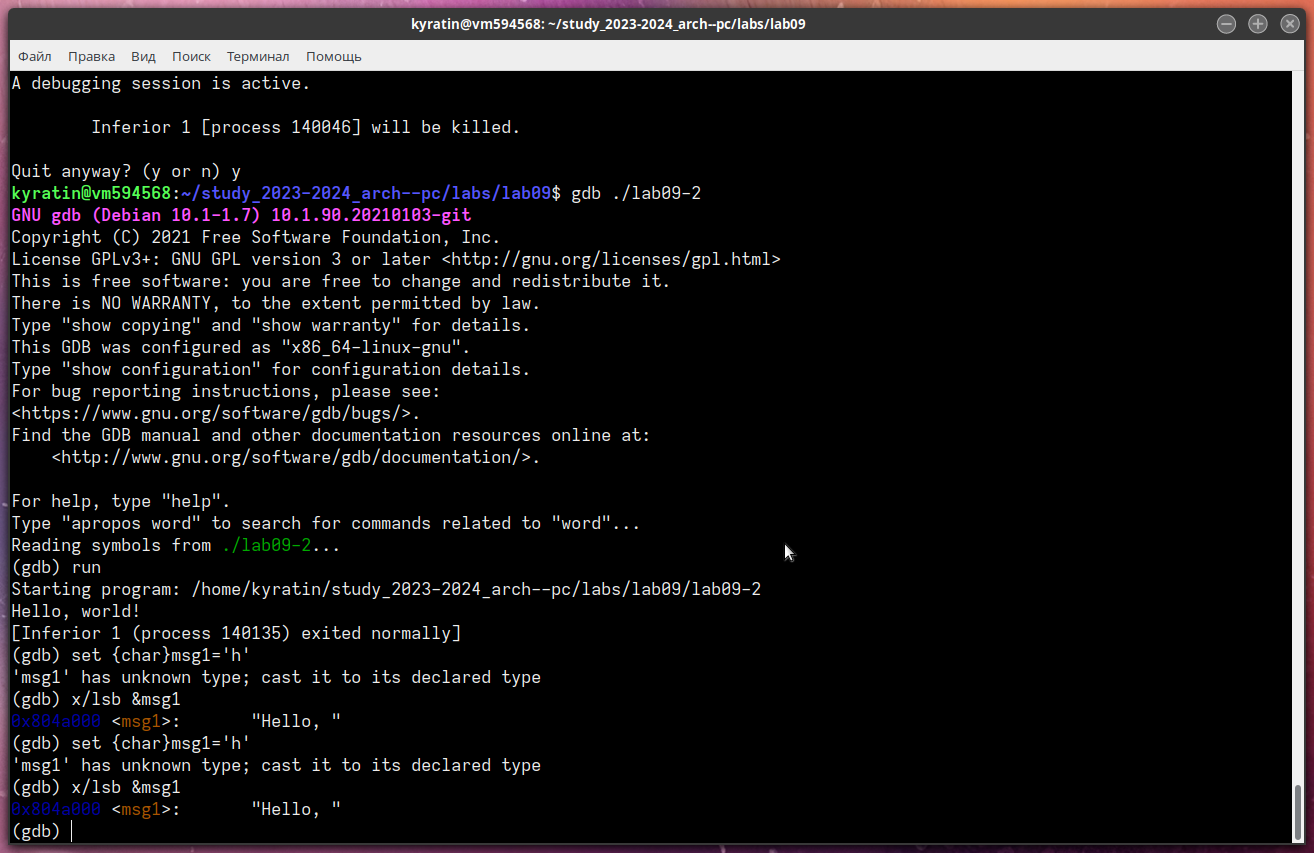 kyratin@vm594568: ~/study_2023-2024_arch--pc/labs/lab09
Файл Правка Вид Поиск Терминал Помощь
A debugging session is active.
Inferior 1 [process 140046] will be killed.
Quit anyway? (y or n) y
kyratin@vm594568:~/study_2023-2024_arch--pc/labs/lab09$ gdb ./lab09-2
GNU gdb (Debian 10.1-1.7) 10.1.90.20210103-git
Copyright (C) 2021 Free Software Foundation, Inc.
License GPLv3+: GNU GPL version 3 or later <http://gnu.org/licenses/gpl.html>
This is free software: you are free to change and redistribute it.
There is NO WARRANTY, to the extent permitted by law.
Type "show copying" and "show warranty" for details.
This GDB was configured as "x86_64-linux-gnu".
Type "show configuration" for configuration details.
For bug reporting instructions, please see:
<https://www.gnu.org/software/gdb/bugs/>.
Find the GDB manual and other documentation resources online at:
<http://www.gnu.org/software/gdb/documentation/>.
For help, type "help".
Type "apropos word" to search for commands related to "word"...
Reading symbols from ./lab09-2...
(gdb) run
Starting program: /home/kyratin/study_2023-2024_arch--pc/labs/lab09/lab09-2
Hello, world!
[Inferior 1 (process 140135) exited normally]
(gdb) set {char}msg1='h'
'msg1' has unknown type; cast it to its declared type
(gdb) x/lsb &msg1
0x804a000 <msg1>: "Hello, "
(gdb) set {char}msg1='h'
'msg1' has unknown type; cast it to its declared type
(gdb) x/lsb &msg1
0x804a000 <msg1>: "Hello, "
(gdb)